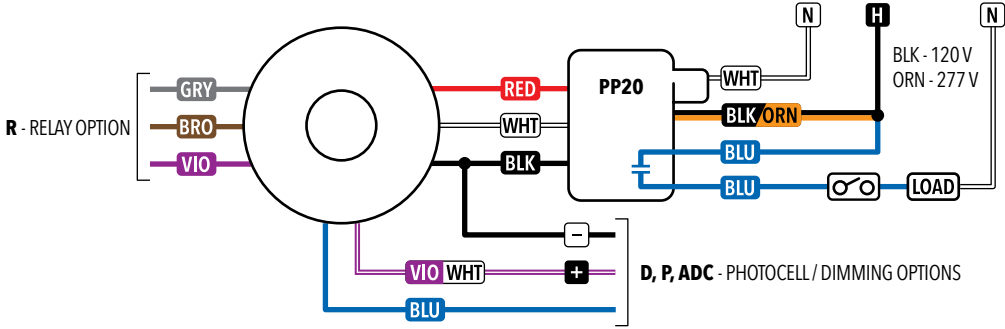 N
H
N
BLK - 120 V
ORN - 277 V
WHT
PP20
GRY
RED
BLK/ORN
R - RELAY OPTION
BRO
WHT
BLU
VIO
BLK
BLU
LOAD
–
VIO WHT
+
D, P, ADC - PHOTOCELL / DIMMING OPTIONS
BLU